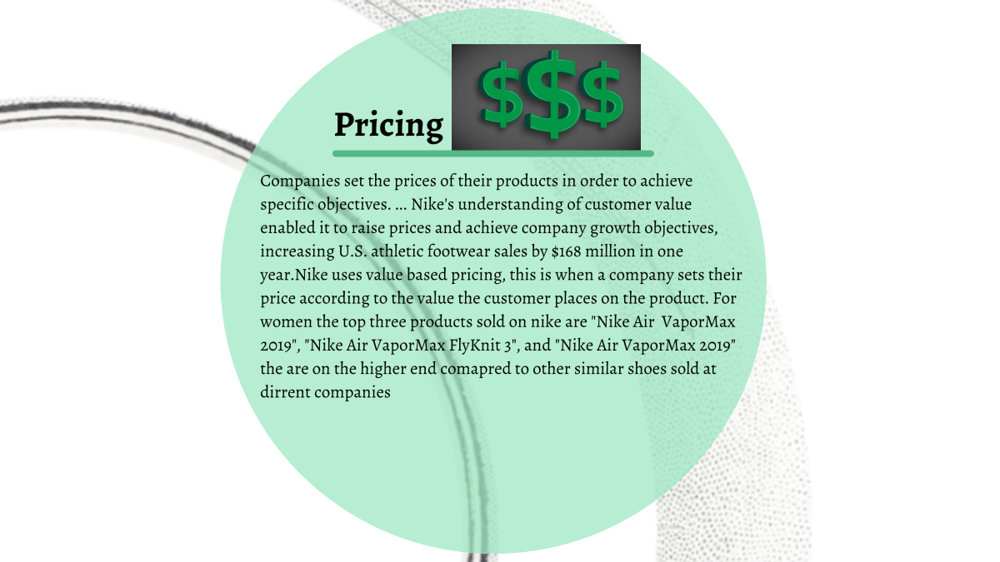 $$$
Pricing
Companies set the prices of their products in order to achieve
specific objectives. ... Nike's understanding of customer value
enabled it to raise prices and achieve company growth objectives,
increasing U.S. athletic footwear sales by $168 million in one
year.Nike uses value based pricing, this is when a company sets their
price according to the value the customer places on the product. For
women the top three products sold on nike are "Nike Air  VaporMax
2019", "Nike Air VaporMax FlyKnit 3", and "Nike Air VaporMax 2019"
the are on the higher end comapred to other similar shoes sold at
dirrent companies